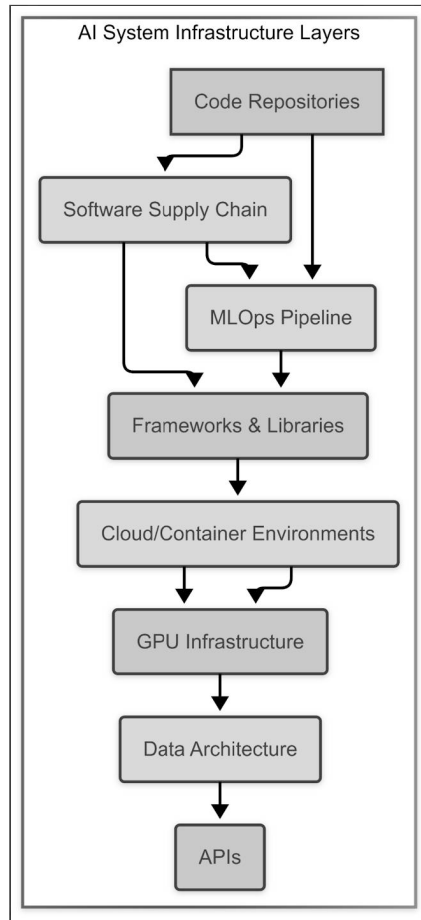 AI System Infrastructure Layers
Code Repositories
Software Supply Chain
MLOps Pipeline
Frameworks & Libraries
Cloud/Container Environments
GPU Infrastructure
Data Architecture
APIs